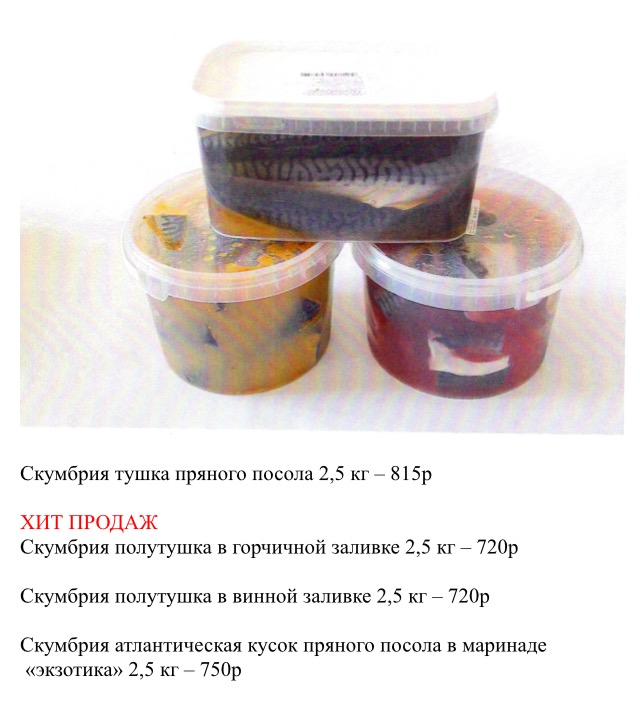 Скумбрия тушка пряного посола 2,5 кг – 815р
ХИТ ПРОДАЖ
Скумбрия полутушка в горчичной заливке 2,5 кг – 720р
Скумбрия полутушка в винной заливке 2,5 кг – 720р
Скумбрия атлантическая кусок пряного посола в маринаде
«экзотика» 2,5 кг – 750р